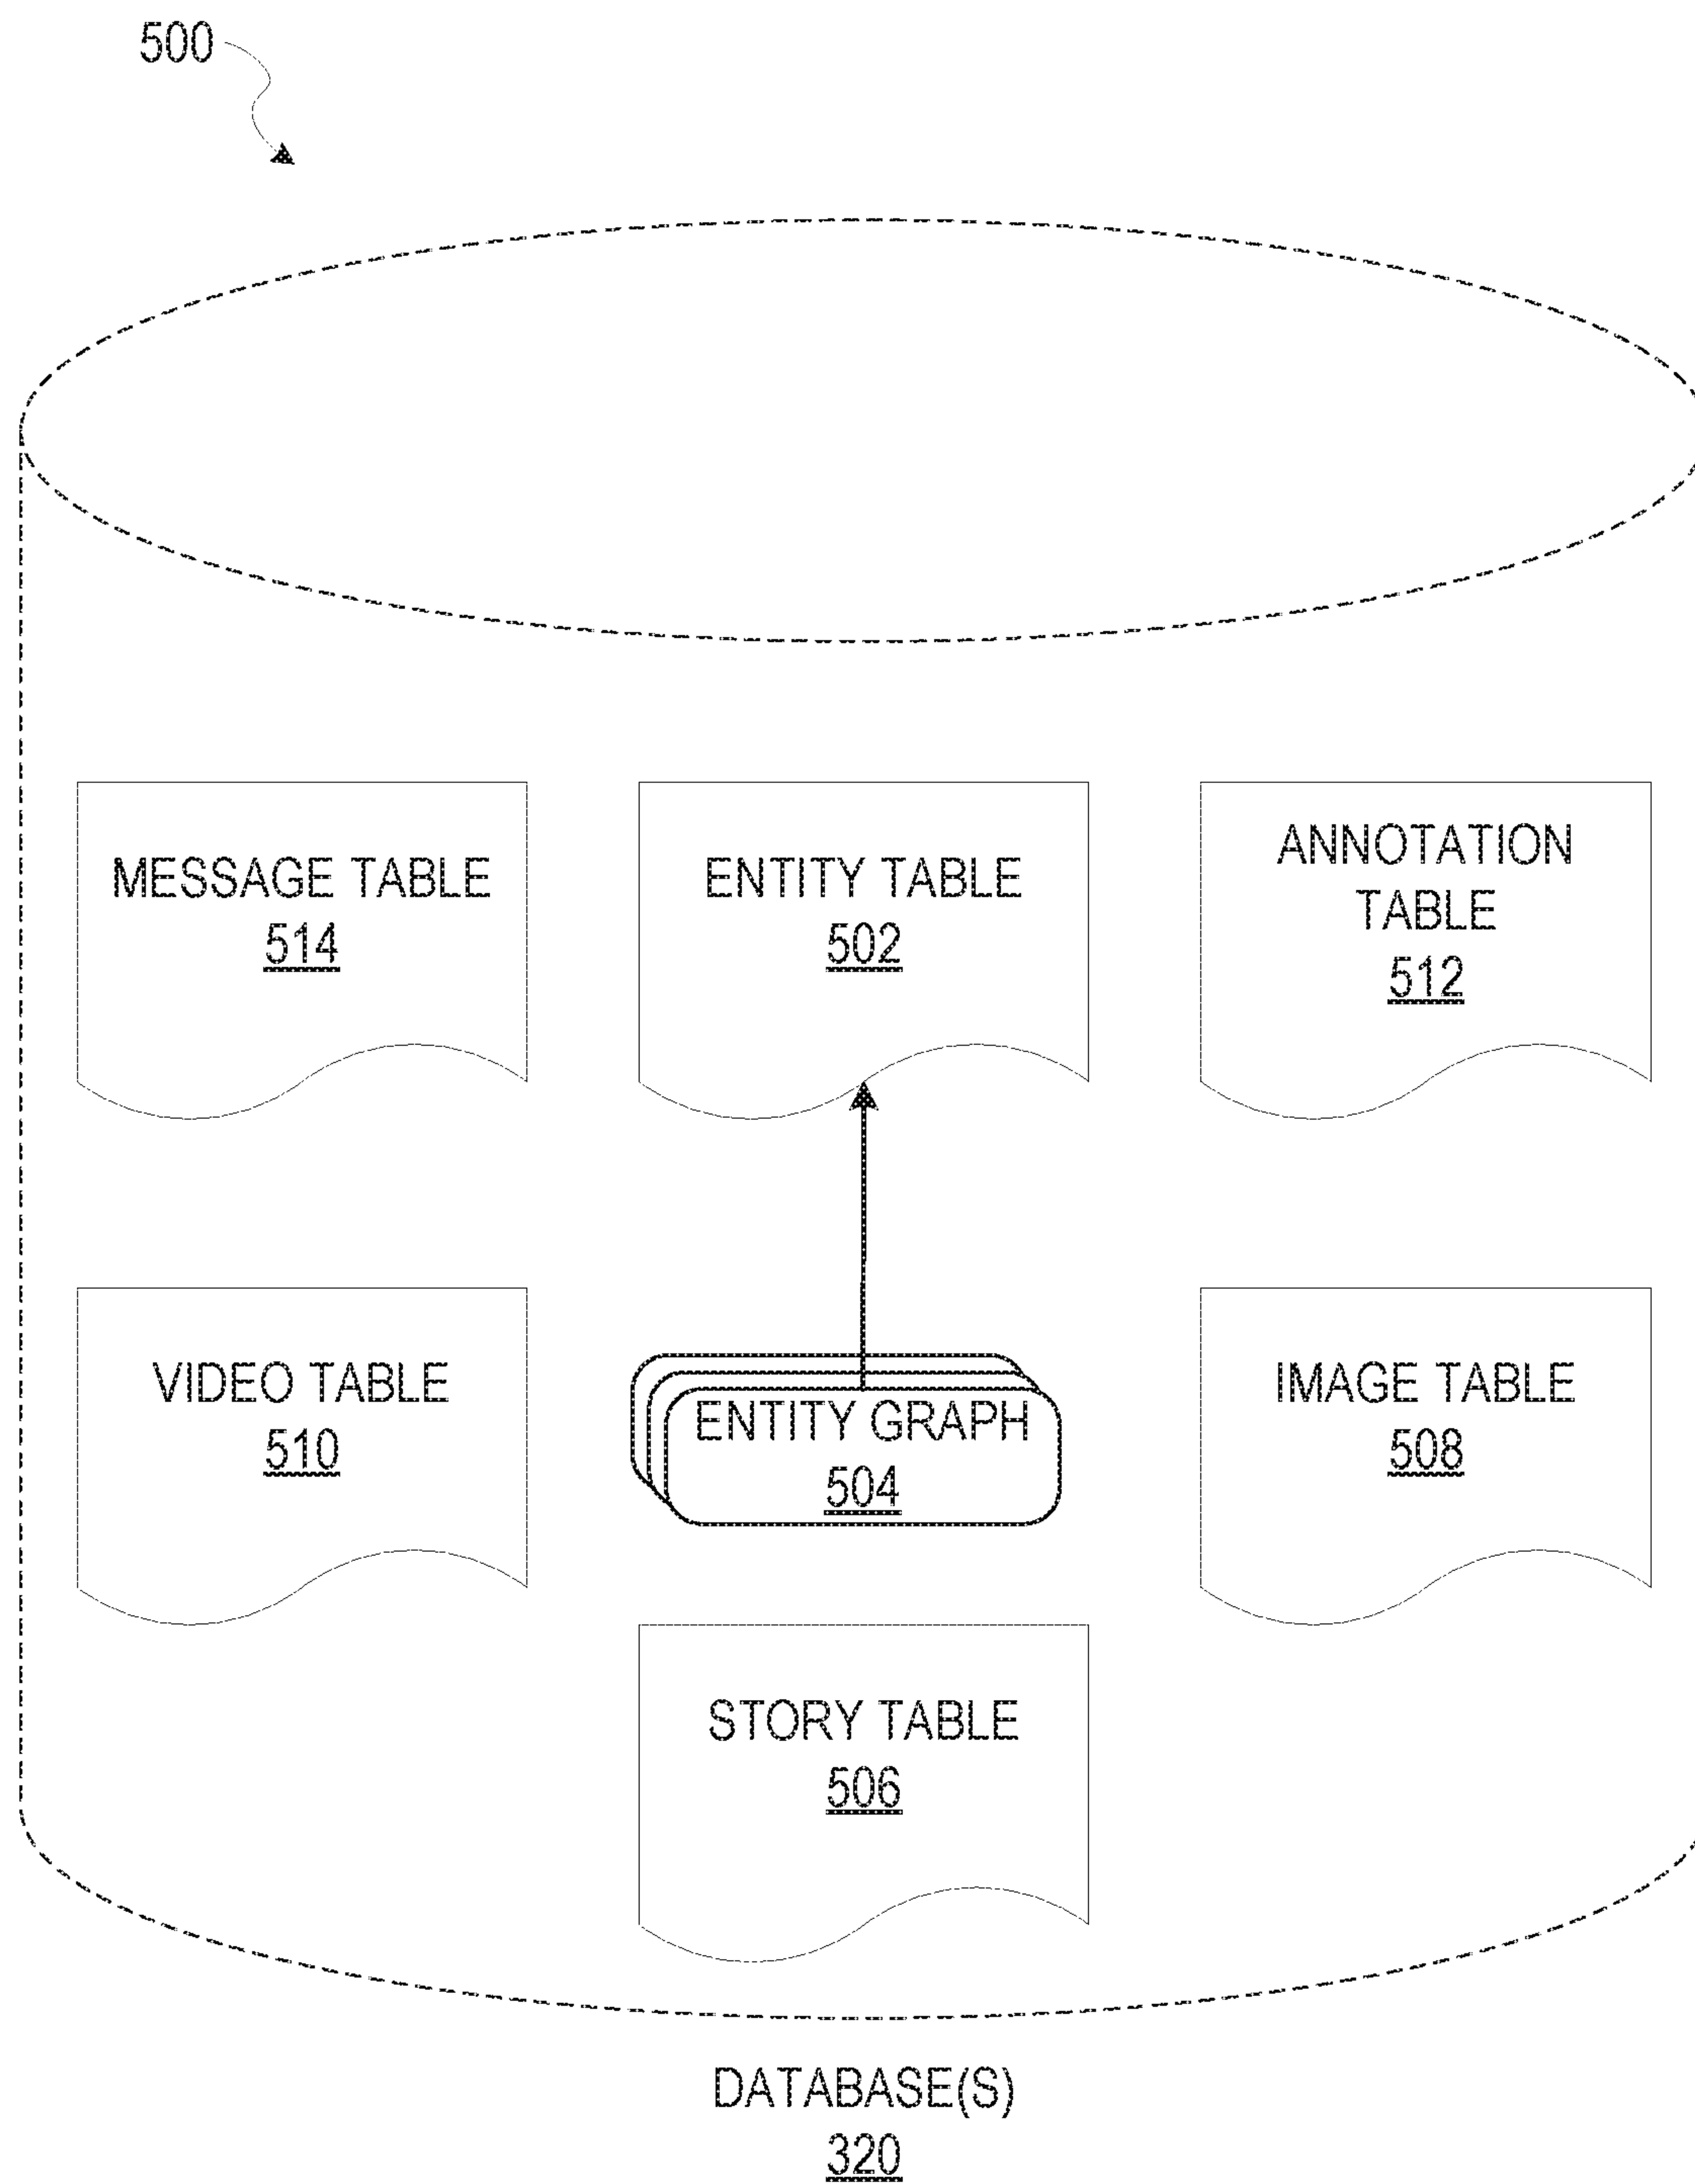 500
MESSAGE TABLE
514
ENTITY TABLE
502
ANNOTATION
TABLE
512
VIDEO TABLE
510
ENTITY GRAPH
504
IMAGE TABLE
508
STORY TABLE
506
DATABASE(S)
320